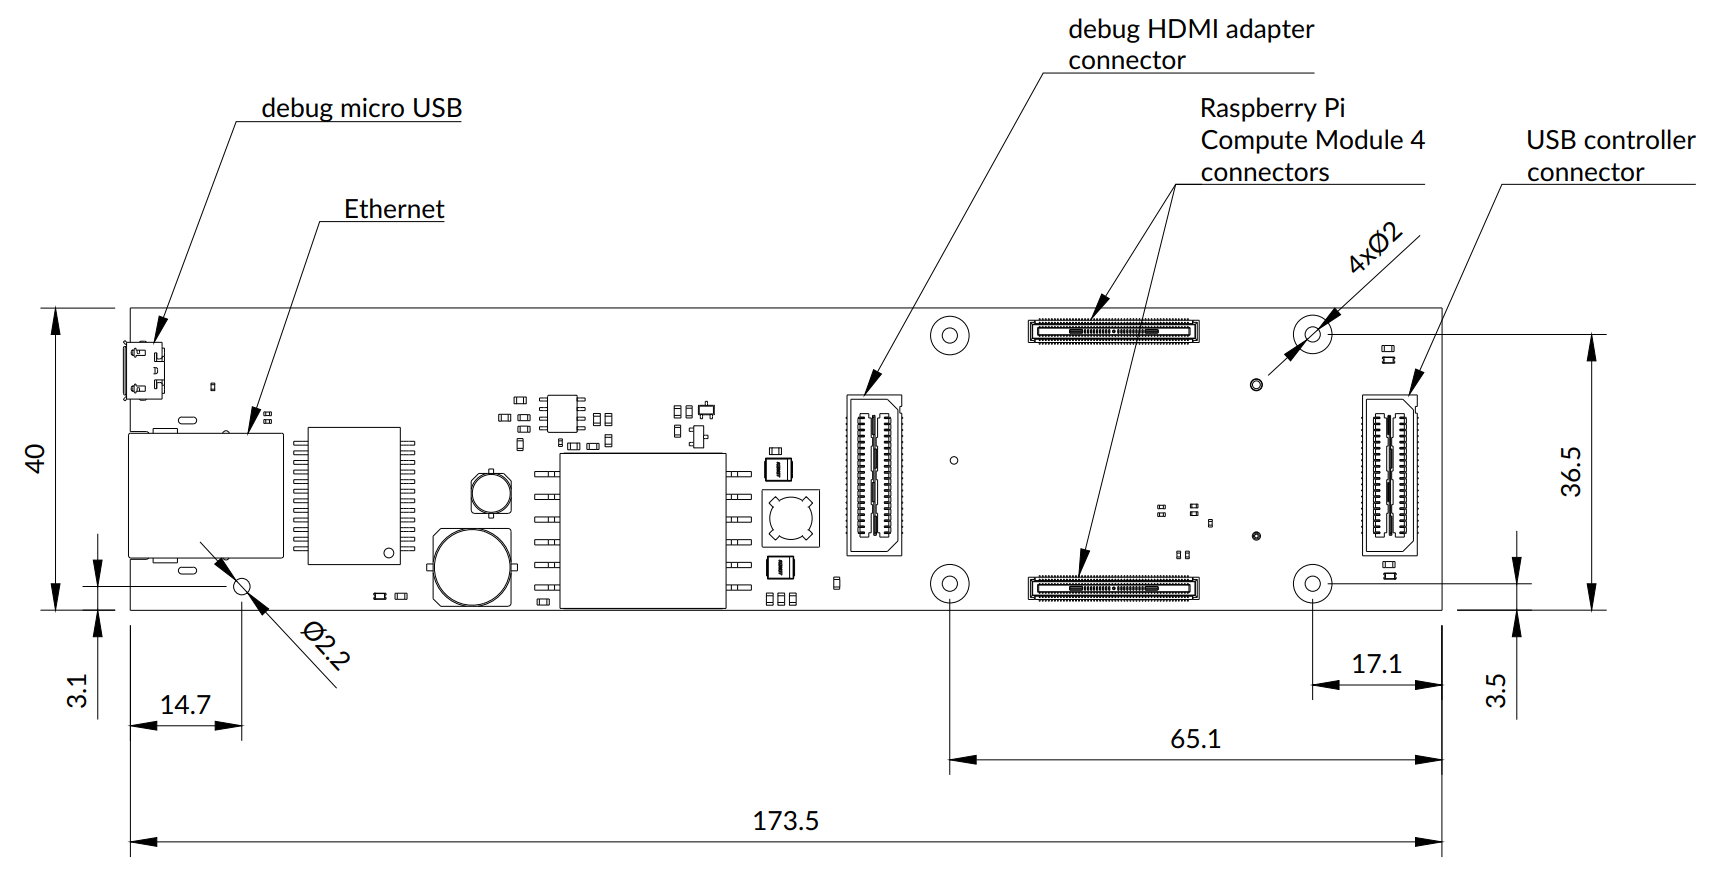 debug HDMI adapter
connector
debug micro USB
Raspberry Pi
Compute Module 4
connectors
USB controller
connector
Ethernet
4xØ2
40
36.5
Ø2.2
3.1
14.7
17.1
3.5
65.1
173.5